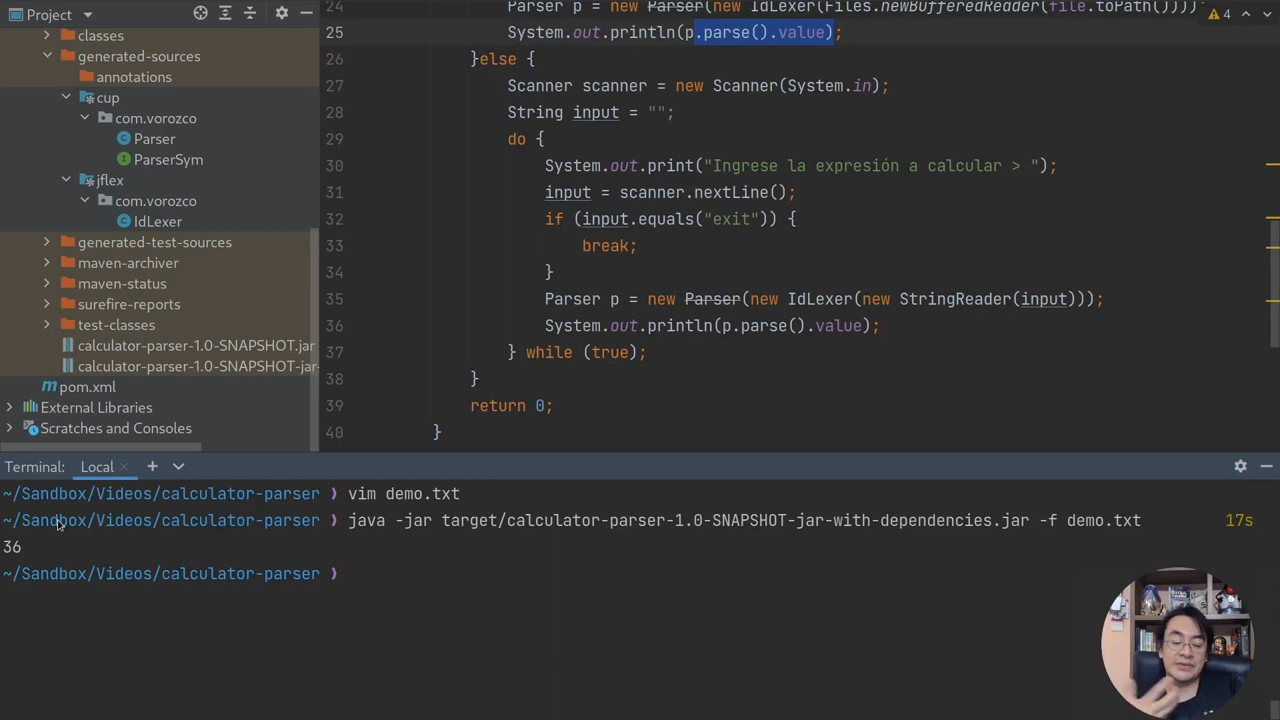 Project
classes
generated-sources
annotations
cup
com.vorozco
Parser
ParserSym
jflex
com.vorozco
IdLexer
generated-test-sources
maven-archiver
maven-status
surefire-reports
test-classes
calculator-parser-1.0-SNAPSHOT.jar
calculator-parser-1.0-SNAPSHOT-jar-
pom.xml
External Libraries
Scratches and Consoles
24 Parser p = new Parser(new IdLexer(Files.newBufferedReader(file.toPath())))
25 System.out.println(p.parse().value);
26 }else {
27 Scanner scanner = new Scanner(System.in);
28 String input = "";
29 do {
30 System.out.print("Ingrese la expresión a calcular > ");
31 input = scanner.nextLine();
32 if (input.equals("exit")) {
33 break;
34 }
35 Parser p = new Parser(new IdLexer(new StringReader(input)));
36 System.out.println(p.parse().value);
37 } while (true);
38 }
39 return 0;
40 }
4
Terminal: Local
~/Sandbox/Videos/calculator-parser ❯ vim demo.txt
~/Sandbox/Videos/calculator-parser ❯ java -jar target/calculator-parser-1.0-SNAPSHOT-jar-with-dependencies.jar -f demo.txt 17s
36
~/Sandbox/Videos/calculator-parser ❯